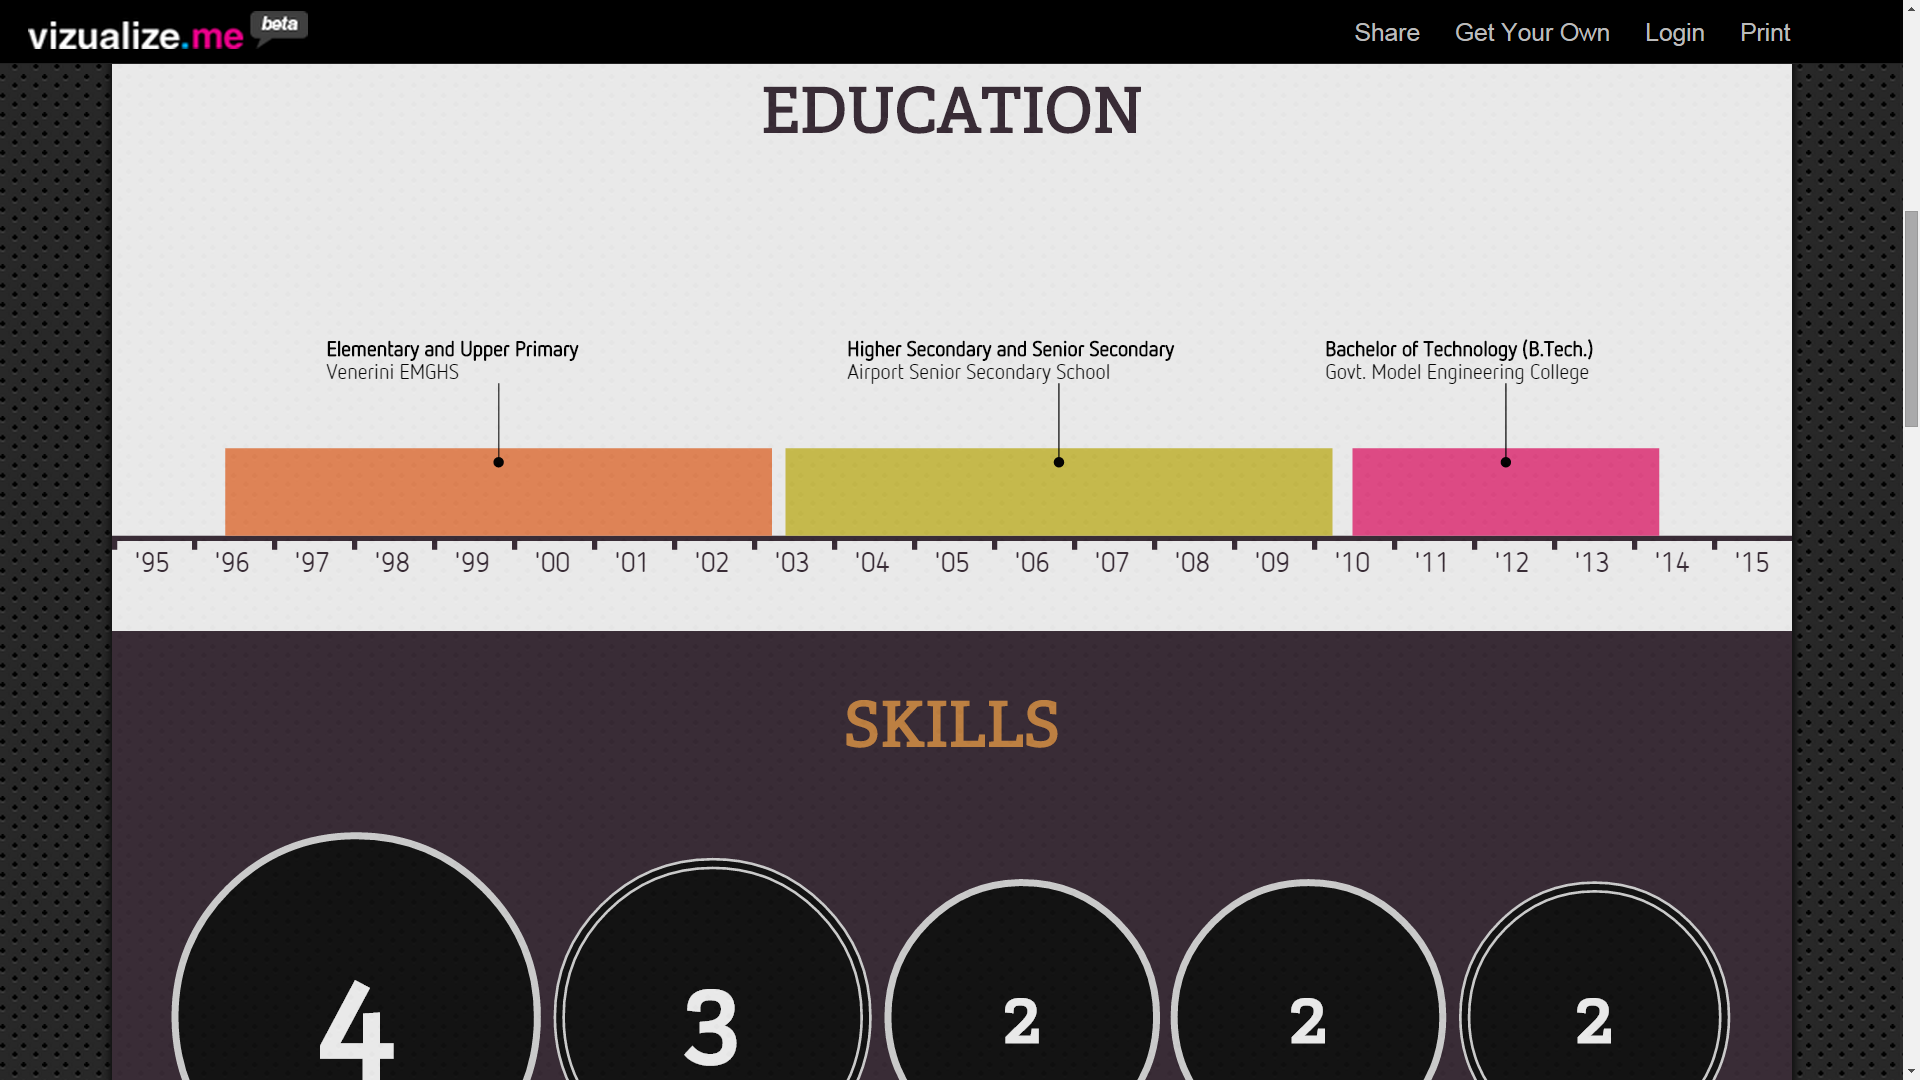 vizualize.me beta
Share Get Your Own Login Print
EDUCATION
Elementary and Upper Primary
Venerini EMGHS
Higher Secondary and Senior Secondary
Airport Senior Secondary School
Bachelor of Technology (B.Tech.)
Govt. Model Engineering College
'95 '96 '97 '98 '99 '00 '01 '02 '03 '04 '05 '06 '07 '08 '09 '10 '11 '12 '13 '14 '15
SKILLS
4 3 2 2 2